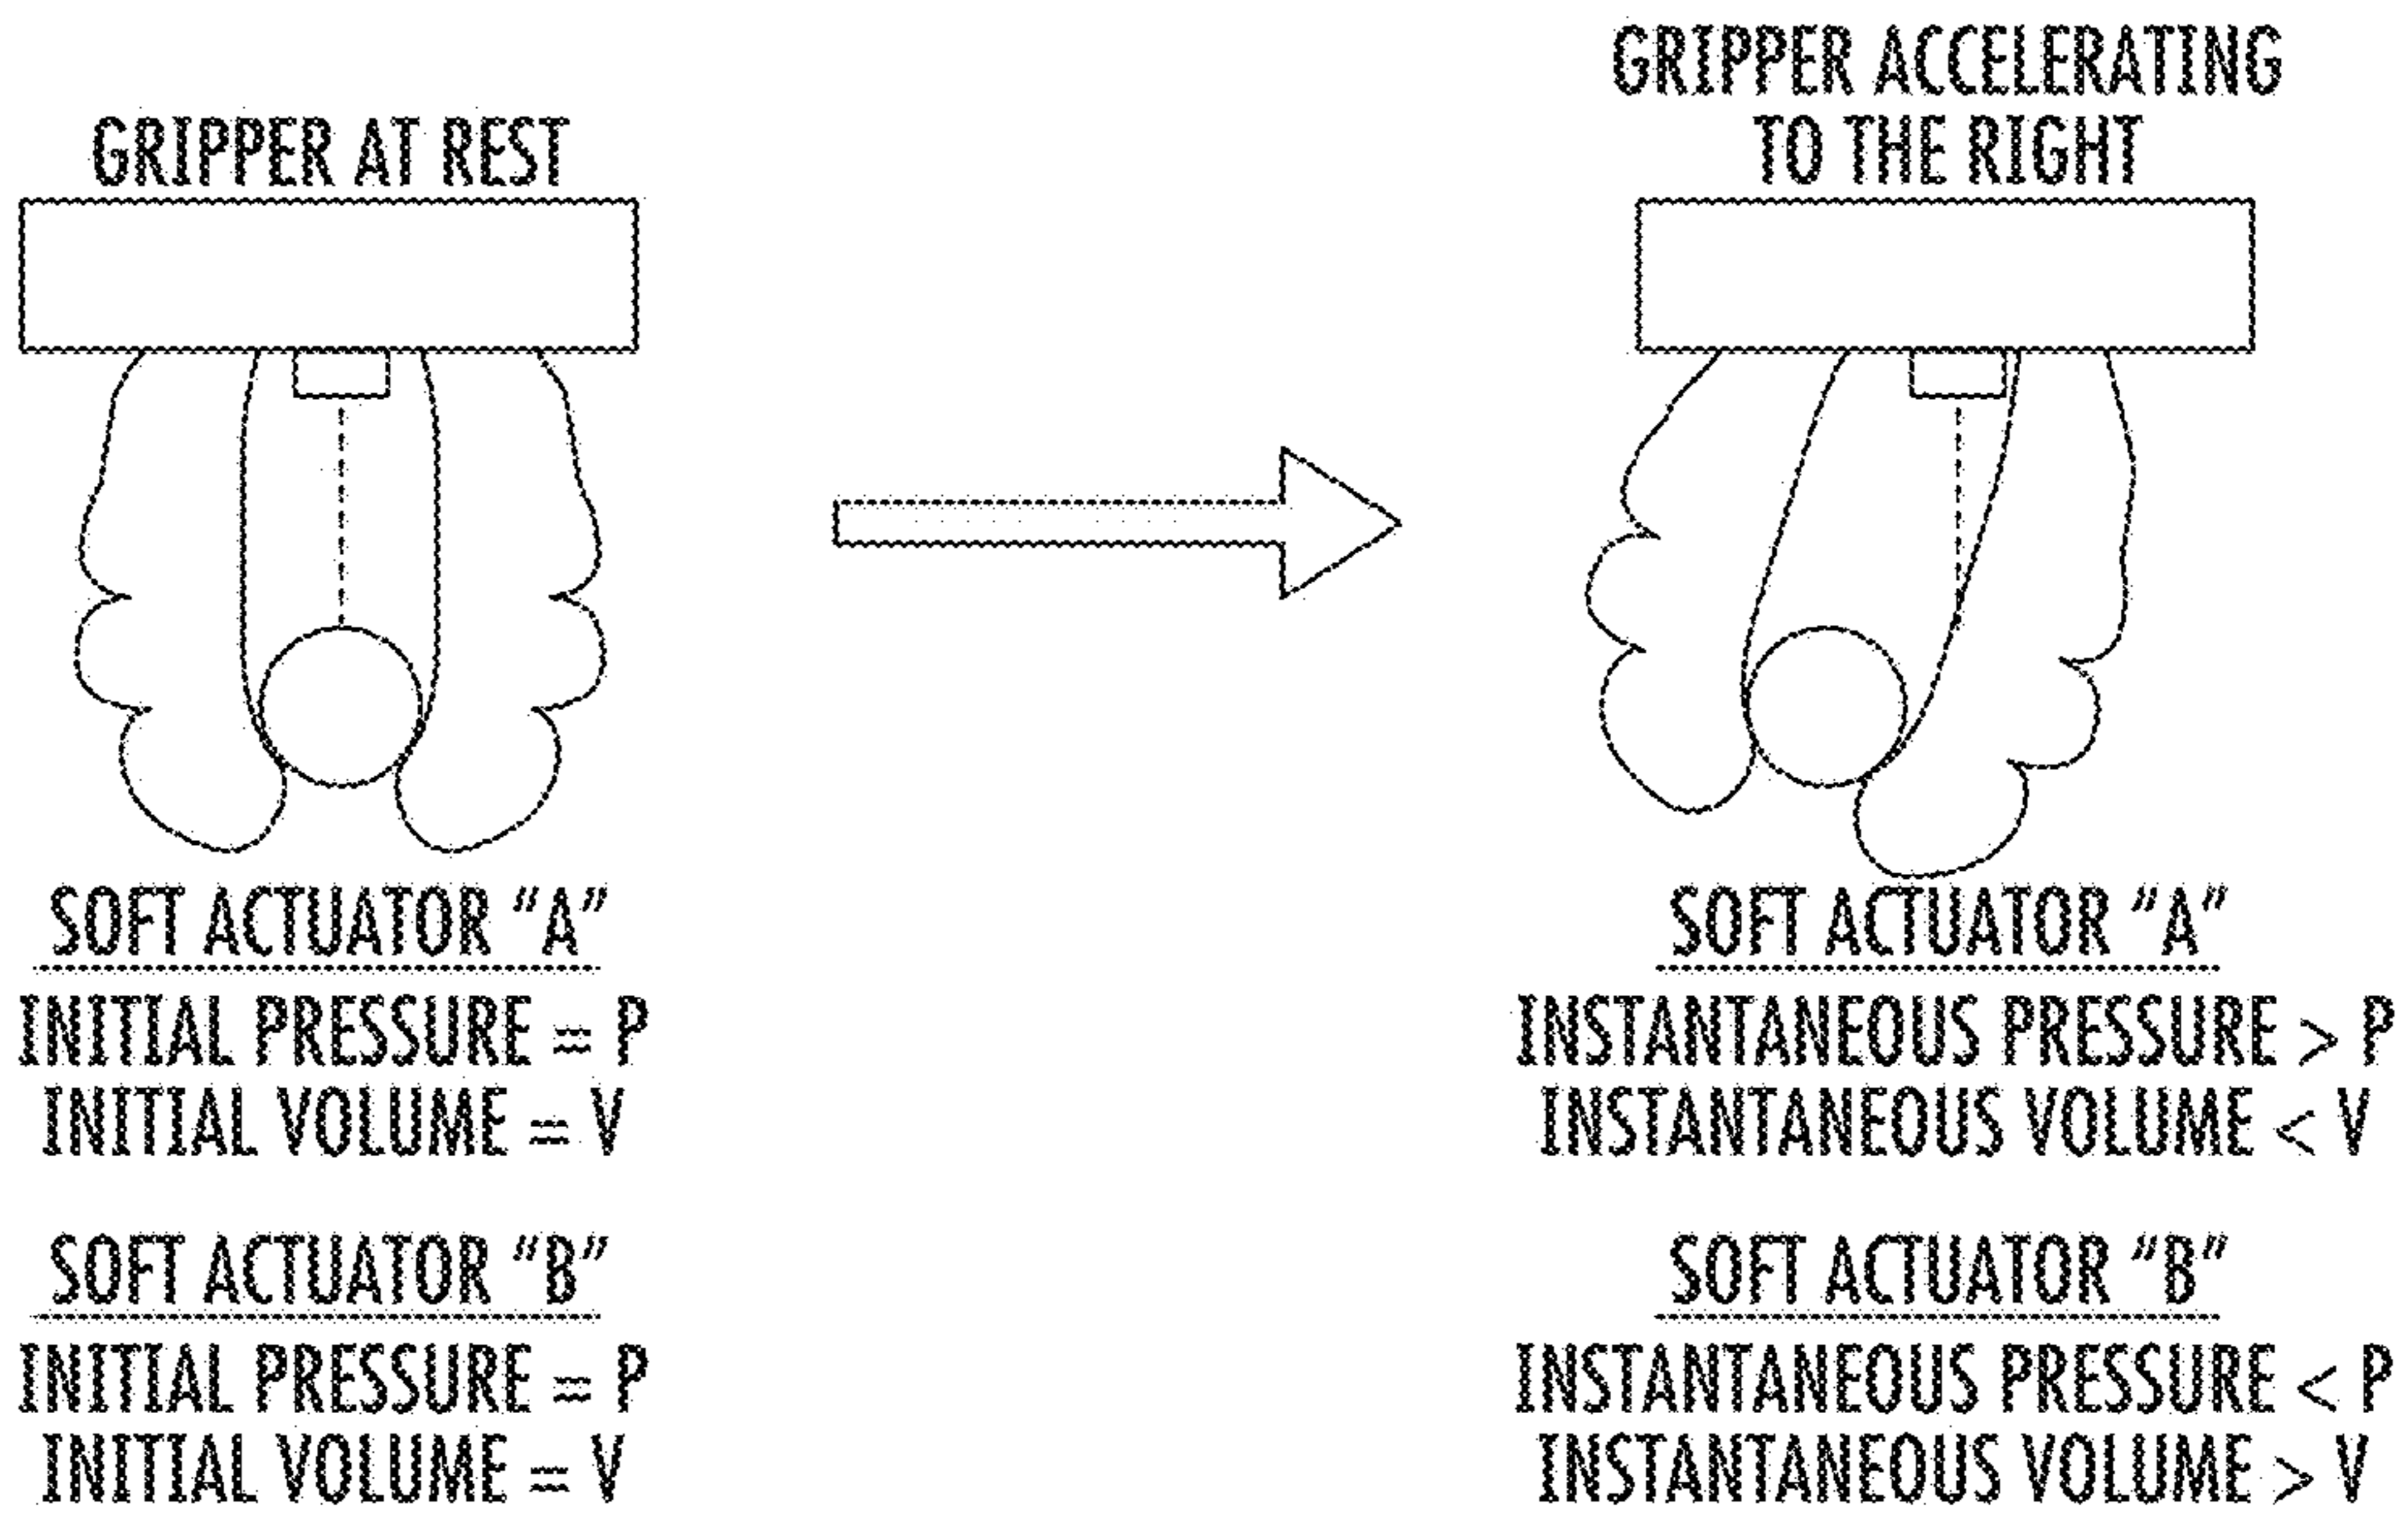 GRIPPER AT REST
GRIPPER ACCELERATING
TO THE RIGHT
SOFT ACTUATOR "A"
INITIAL PRESSURE = P
INITIAL VOLUME = V
SOFT ACTUATOR "B"
INITIAL PRESSURE = P
INITIAL VOLUME = V
SOFT ACTUATOR "A"
INSTANTANEOUS PRESSURE > P
INSTANTANEOUS VOLUME < V
SOFT ACTUATOR "B"
INSTANTANEOUS PRESSURE < P
INSTANTANEOUS VOLUME > V